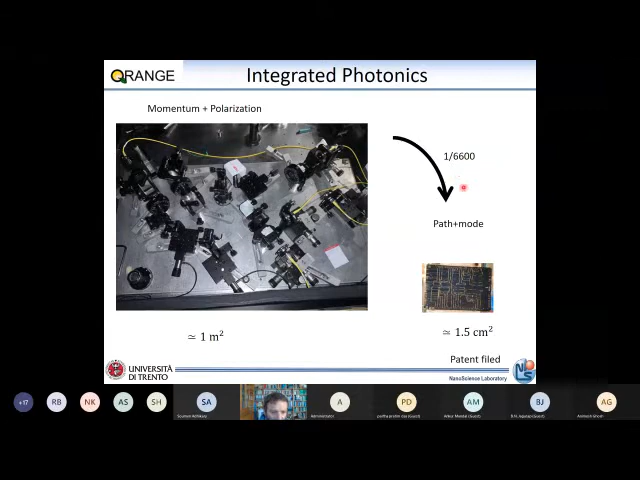 QRANGE
Integrated Photonics
Momentum + Polarization
1/6600
Path+mode
≃ 1 m²
≃ 1.5 cm²
Patent filed
UNIVERSITÀ
DI TRENTO
NanoScience Laboratory
+17
RB
NK
AS
SH
SA
A
PD
AM
BJ
AG
Administrator